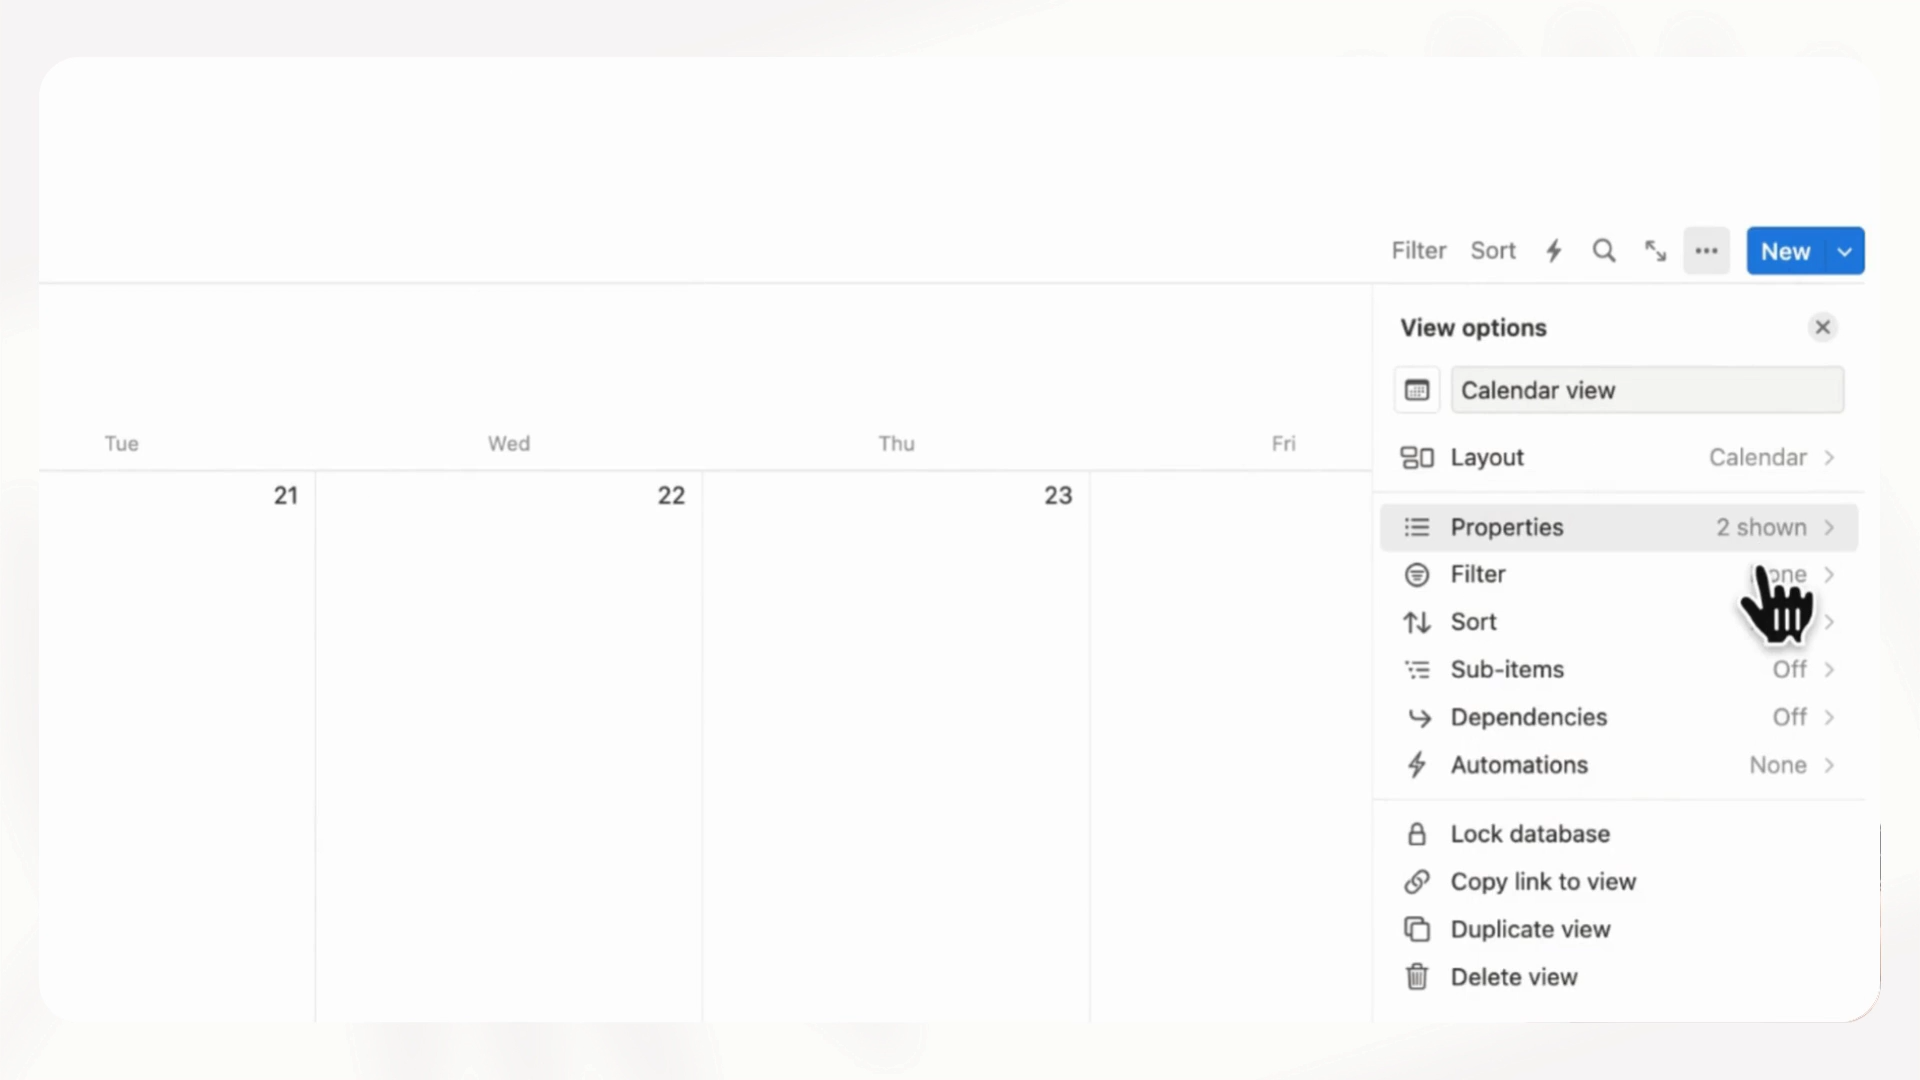 Filter Sort New
View options
Calendar view
Tue Wed Thu Fri
Layout Calendar
21 22 23
Properties 2 shown
Filter
Sort
Sub-items Off
Dependencies Off
Automations None
Lock database
Copy link to view
Duplicate view
Delete view